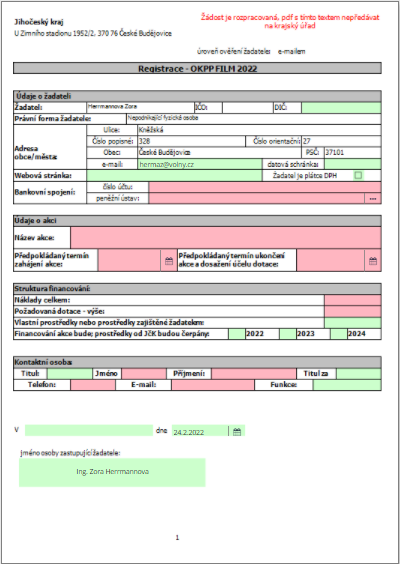 Jihočeský kraj
U Zimního stadionu 1952/2, 370 76 České Budějovice
Žádost je rozpracovaná, pdf s tímto textem nepředávat
na krajský úřad
úroveň ověření žadatele: e-mailem
Registrace - OKPP FILM 2022
Údaje o žadateli
Žadatel: Herrmannova Zora IČO: DIČ:
Právní forma žadatele: Nepodnikající fyzické osoba
Adresa obce/města:
Ulice: Kněžská
Číslo popisné: 328 Číslo orientační: 27
Obec: České Budějovice PSČ: 37101
e-mail: hermaz@volny.cz datová schránka:
Webová stránka: Žadatel je plátce DPH
Bankovní spojení: číslo účtu:
peněžní ústav: ...
Údaje o akci
Název akce:
Předpokládaný termín zahájení akce: Předpokládaný termín ukončení akce a dosažení účelu dotace:
Struktura financování:
Náklady celkem:
Požadovaná dotace - výše:
Vlastní prostředky nebo prostředky zajištěné žadatelem:
Financování akce bude; prostředky od JčK budou čerpány: 2022 2023 2024
Kontaktní osoba:
Titul: Jméno Příjmení: Titul za
Telefon: E-mail: Funkce:
V dne 24.2.2022
Jméno osoby zastupující žadatele:
Ing. Zora Herrmannova
1